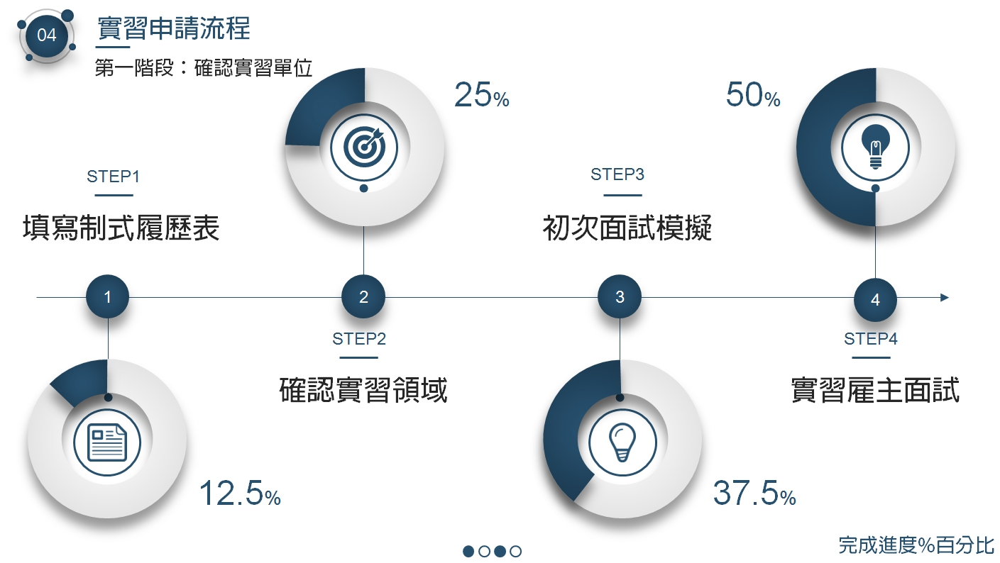 04
實習申請流程
第一階段：確認實習單位
25%
50%
STEP1
填寫制式履歷表
STEP3
初次面試模擬
1
2
3
4
STEP2
確認實習領域
STEP4
實習雇主面試
12.5%
37.5%
完成進度%百分比